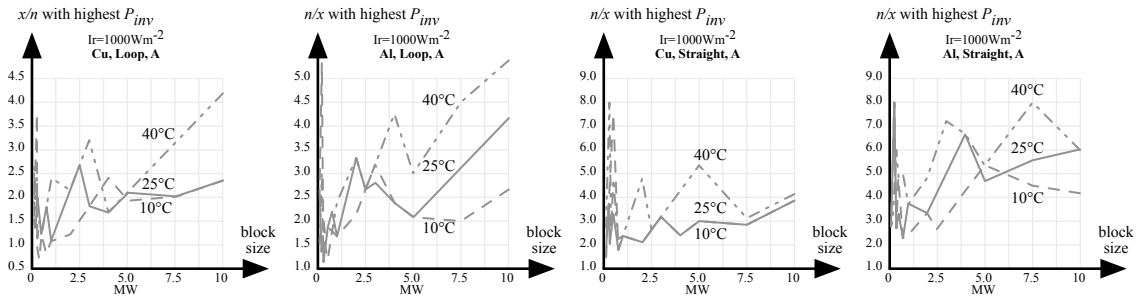 x/n with highest Pinv
Ir=1000Wm-2
Cu, Loop, A
4.5
4.0
3.5
3.0
2.5
2.0
1.5
1.0
0.5
40°C
25°C
10°C
block
size
0 2.5 5.0 7.5 10
MW
n/x with highest Pinv
Ir=1000Wm-2
Al, Loop, A
5.0
4.5
4.0
3.5
3.0
2.5
2.0
1.5
1.0
40°C
25°C
10°C
block
size
0 2.5 5.0 7.5 10
MW
n/x with highest Pinv
Ir=1000Wm-2
Cu, Straight, A
9.0
8.0
7.0
6.0
5.0
4.0
3.0
2.0
1.0
40°C
25°C
10°C
block
size
0 2.5 5.0 7.5 10
MW
n/x with highest Pinv
Ir=1000Wm-2
Al, Straight, A
9.0
8.0
7.0
6.0
5.0
4.0
3.0
2.0
1.0
40°C
25°C
10°C
block
size
0 2.5 5.0 7.5 10
MW